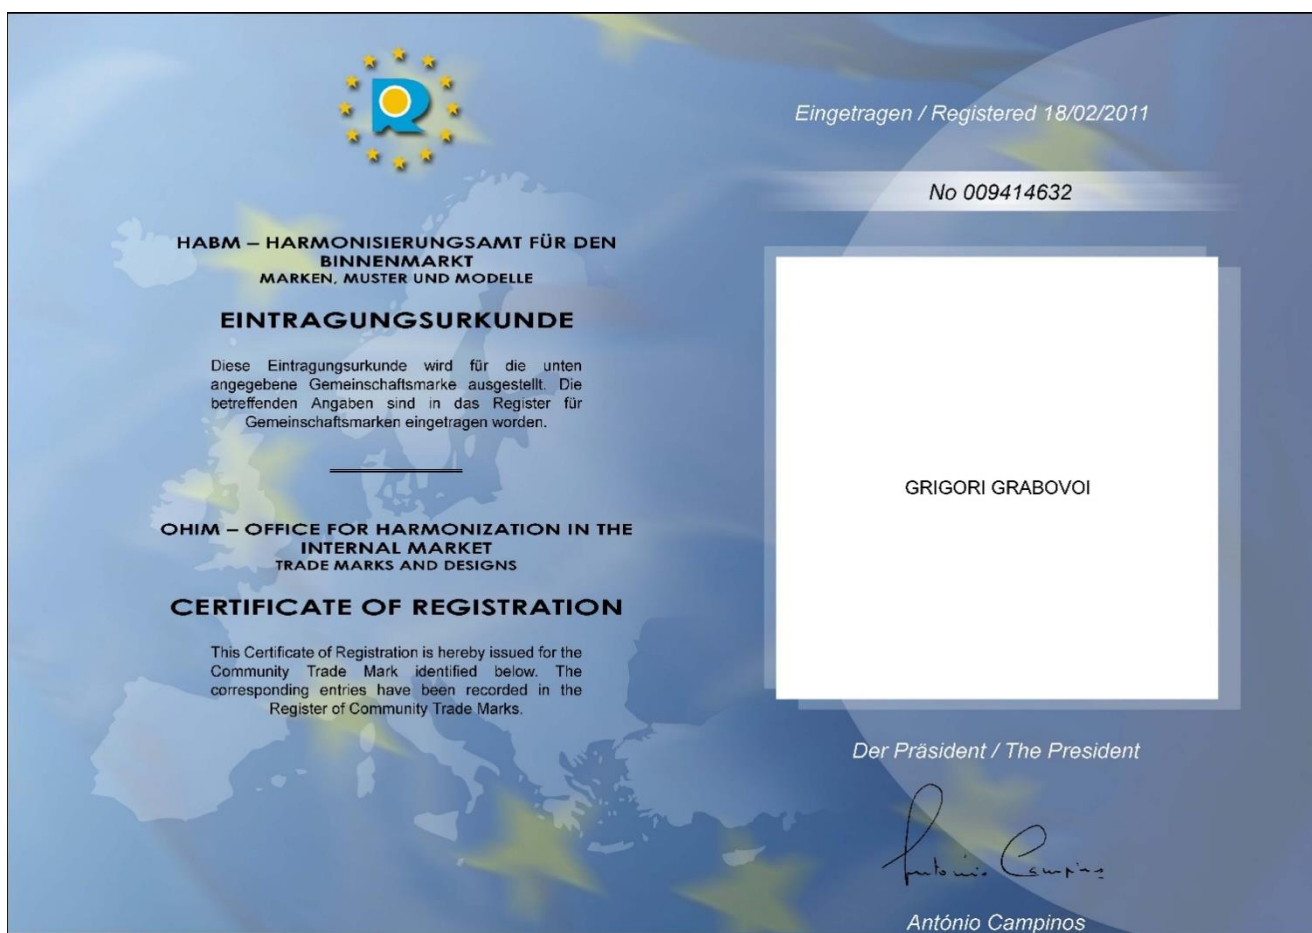 HABM – HARMONISIERUNGSAMT FÜR DEN
BINNENMARKT
MARKEN, MUSTER UND MODELLE
EINTRAGUNGSURKUNDE
Diese Eintragungsurkunde wird für die unten
angegebene Gemeinschaftsmarke ausgestellt. Die
betreffenden Angaben sind in das Register für
Gemeinschaftsmarken eingetragen worden.
OHIM – OFFICE FOR HARMONIZATION IN THE
INTERNAL MARKET
TRADE MARKS AND DESIGNS
CERTIFICATE OF REGISTRATION
This Certificate of Registration is hereby issued for the
Community Trade Mark identified below. The
corresponding entries have been recorded in the
Register of Community Trade Marks.
Eingetragen / Registered 18/02/2011
No 009414632
GRIGORI GRABOVOI
Der Präsident / The President
António Campinos
António Campinos